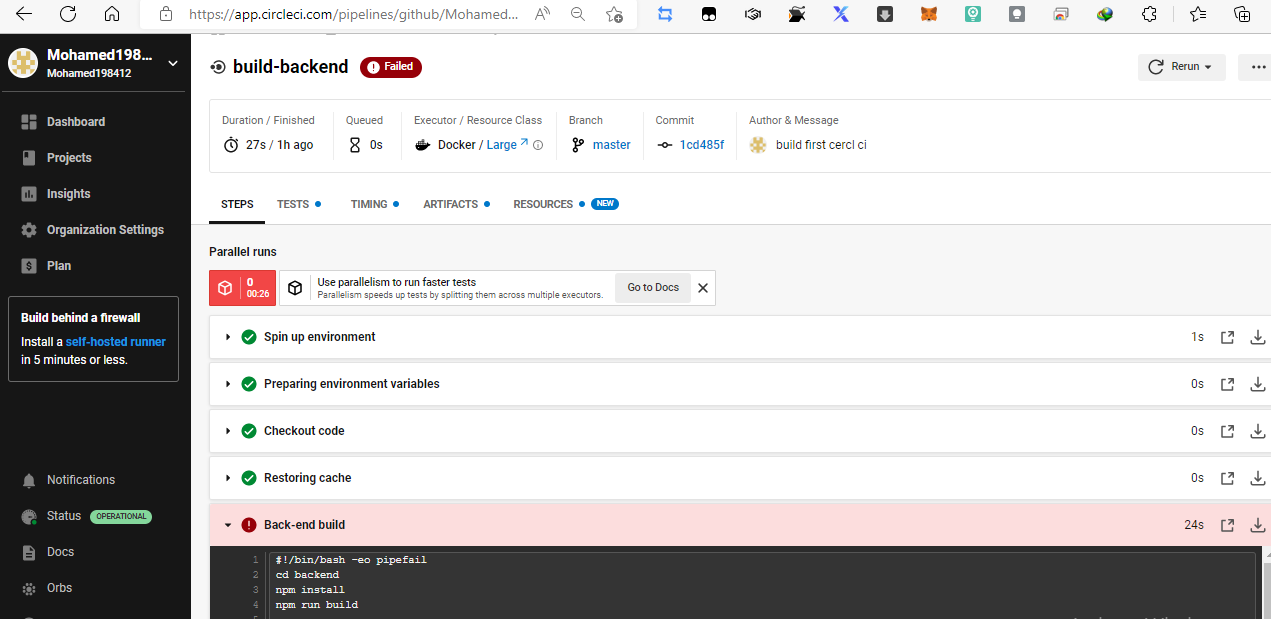 https://app.circleci.com/pipelines/github/Mohamed...
Mohamed198...
Mohamed198412
Dashboard
Projects
Insights
Organization Settings
Plan
Build behind a firewall
Install a self-hosted runner
in 5 minutes or less.
Notifications
Status OPERATIONAL
Docs
Orbs
build-backend Failed
Rerun
Duration / Finished
27s / 1h ago
Queued
0s
Executor / Resource Class
Docker / Large
Branch
master
Commit
1cd485f
Author & Message
build first cercl ci
STEPS TESTS TIMING ARTIFACTS RESOURCES NEW
Parallel runs
0
00:26
Use parallelism to run faster tests
Parallelism speeds up tests by splitting them across multiple executors.
Go to Docs
Spin up environment 1s
Preparing environment variables 0s
Checkout code 0s
Restoring cache 0s
Back-end build 24s
1 #!/bin/bash -eo pipefail
2 cd backend
3 npm install
4 npm run build